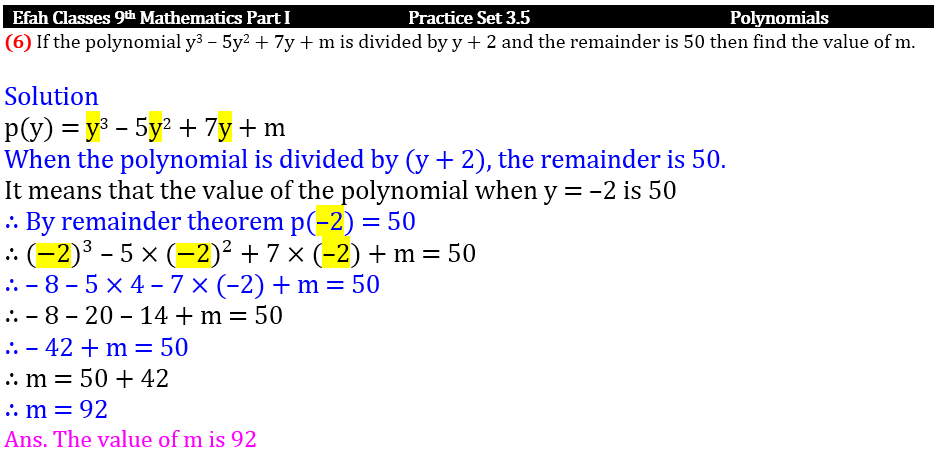 Efah Classes 9th Mathematics Part I Practice Set 3.5 Polynomials
(6) If the polynomial y³ – 5y² + 7y + m is divided by y + 2 and the remainder is 50 then find the value of m.
Solution
p(y) = y³ – 5y² + 7y + m
When the polynomial is divided by (y + 2), the remainder is 50.
It means that the value of the polynomial when y = –2 is 50
∴ By remainder theorem p(–2) = 50
∴ (–2)³ – 5 × (–2)² + 7 × (–2) + m = 50
∴ – 8 – 5 × 4 – 7 × (–2) + m = 50
∴ – 8 – 20 – 14 + m = 50
∴ – 42 + m = 50
∴ m = 50 + 42
∴ m = 92
Ans. The value of m is 92